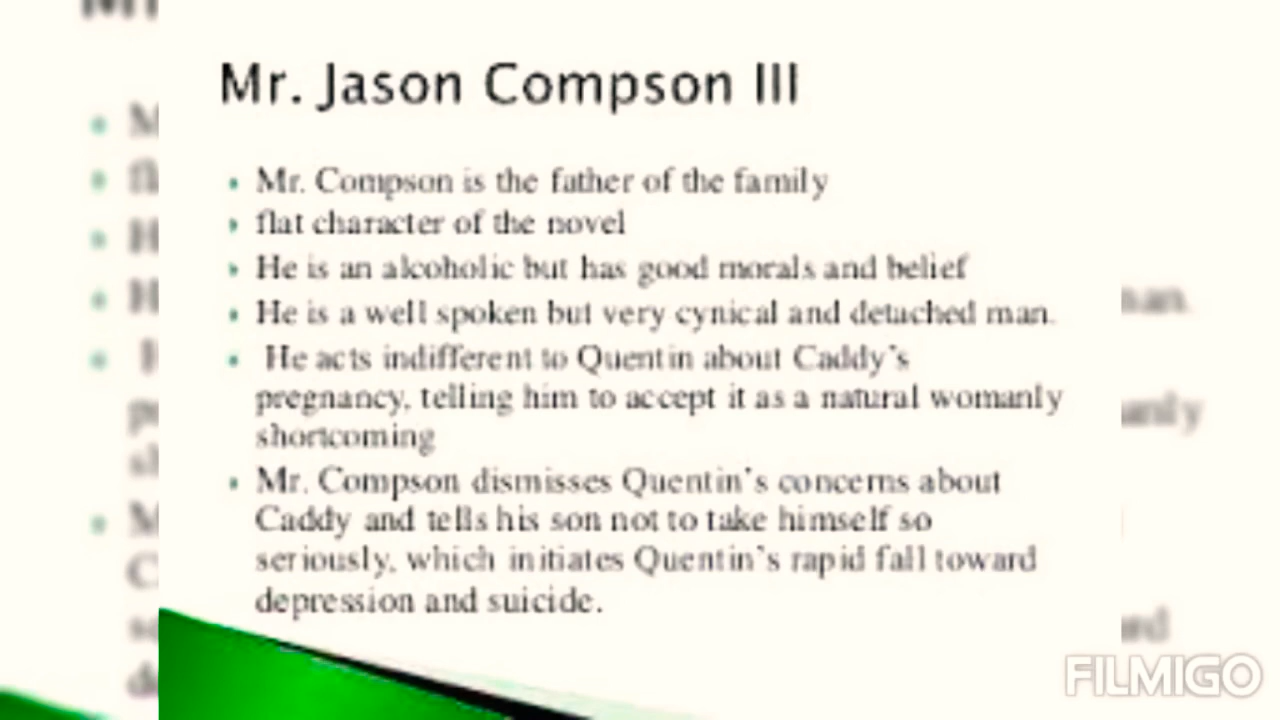 Mr. Jason Compson III
Mr. Compson is the father of the family
flat character of the novel
He is an alcoholic but has good morals and belief
He is a well spoken but very cynical and detached man.
He acts indifferent to Quentin about Caddy's
pregnancy, telling him to accept it as a natural womanly
shortcoming
Mr. Compson dismisses Quentin's concerns about
Caddy and tells his son not to take himself so
seriously, which initiates Quentin's rapid fall toward
depression and suicide.
FILMIGO